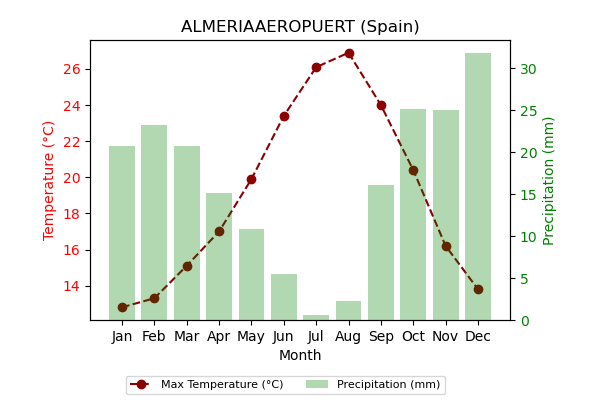 ALMERIAAEROPUERT (Spain)
Temperature (°C)
26
24
22
20
18
16
14
30
25
20
15
10
5
0
Precipitation (mm)
Jan Feb Mar Apr May Jun Jul Aug Sep Oct Nov Dec
Month
Max Temperature (°C) Precipitation (mm)